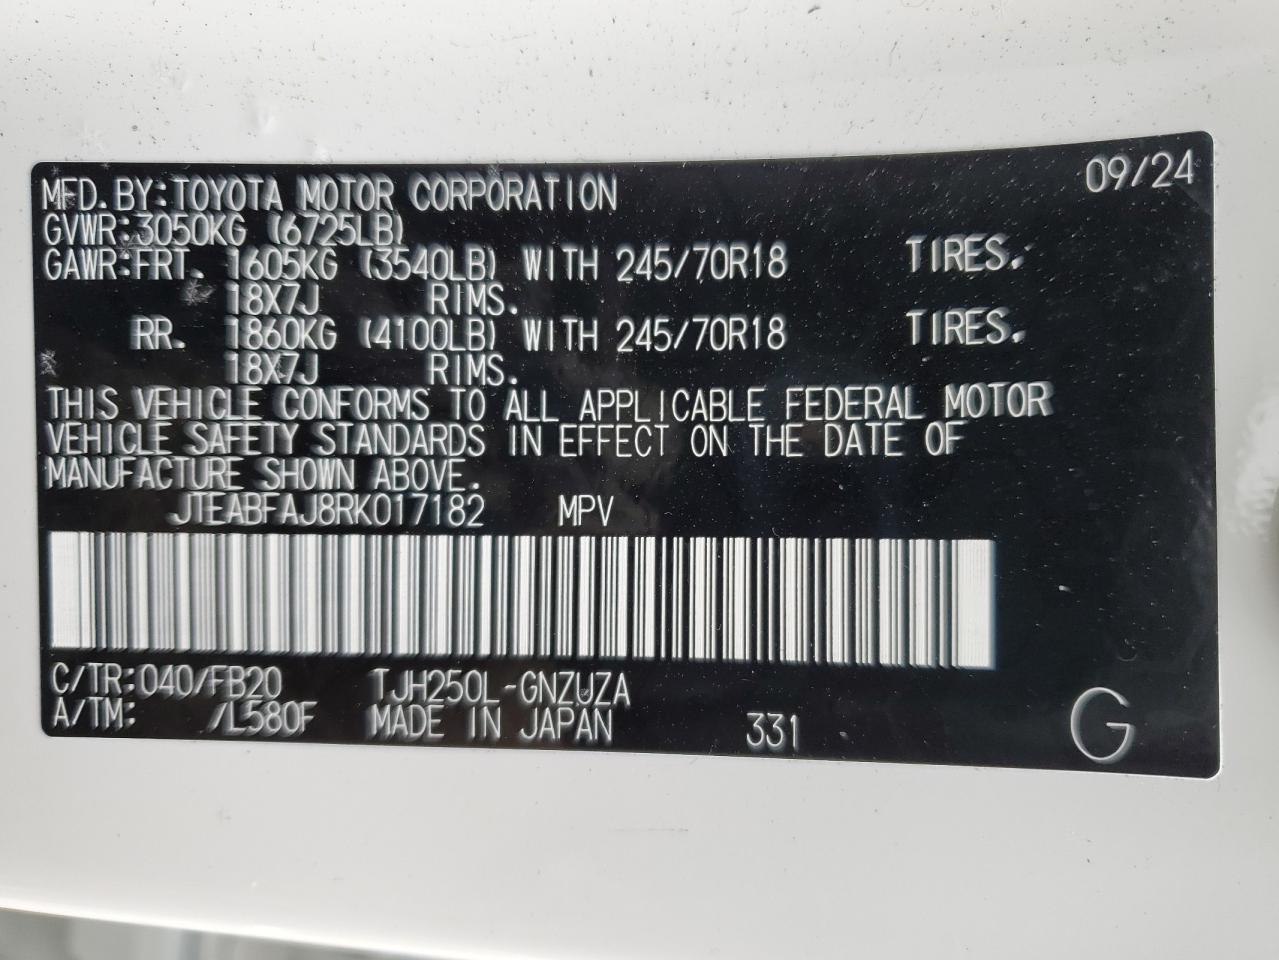 09/24
MFD.BY:TOYOTA MOTOR CORPORATION
GVWR:3050KG (6725LB)
GAWR:FRT. 1605KG (3540LB) WITH 245/70R18 TIRES.
18X7J RIMS.
RR. 1860KG (4100LB) WITH 245/70R18 TIRES.
18X7J RIMS.
THIS VEHICLE CONFORMS TO ALL APPLICABLE FEDERAL MOTOR
VEHICLE SAFETY STANDARDS IN EFFECT ON THE DATE OF
MANUFACTURE SHOWN ABOVE.
JTEABFAJ8RK017182 MPV
C/TR:040/FB20 TJH250L-GNZUZA
A/TM: /L580F MADE IN JAPAN 331 G